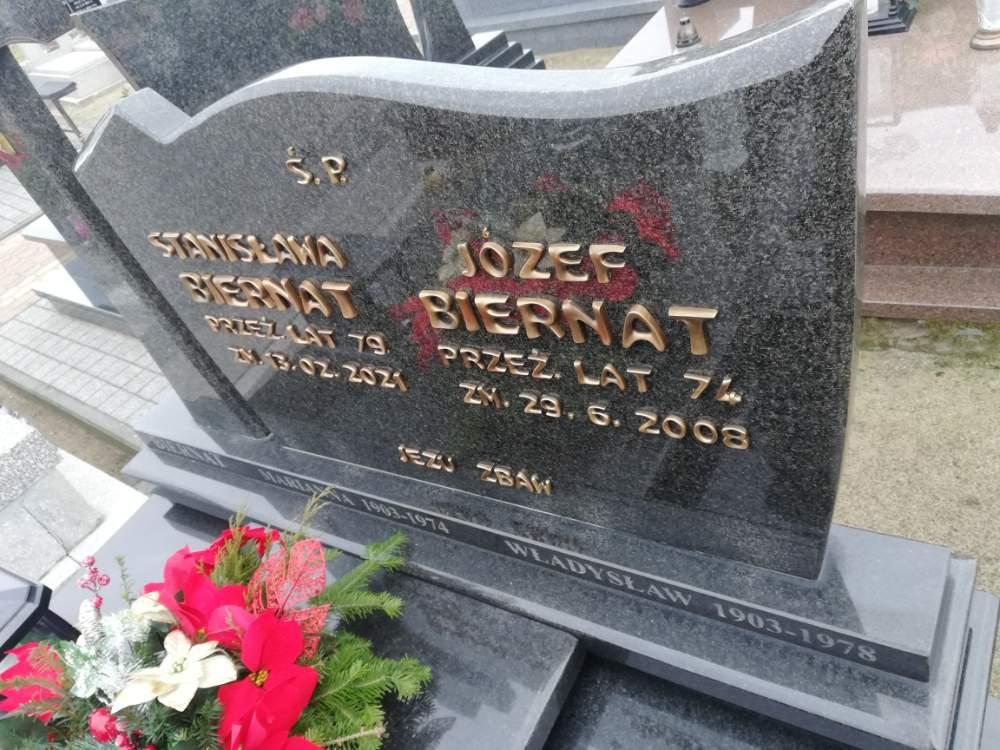 Ś.P.
STANISŁAWA
BIERNAT
PRZEŻ. LAT 79
ZM. 13.02.2021
JÓZEF
BIERNAT
PRZEŻ. LAT 74
ZM. 29.6.2008
JEZU ZBAW
BIERNAT MARIANNA 1903-1974 WŁADYSŁAW 1903-1978